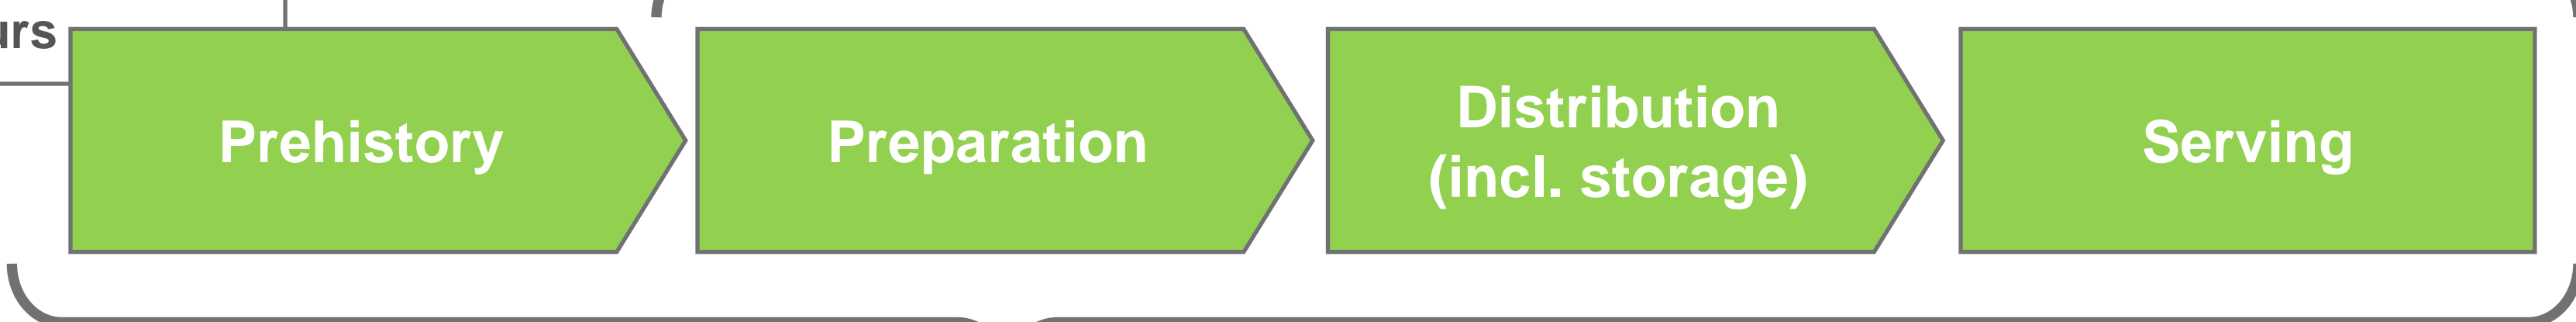 Prehistory
Preparation
Distribution
(incl. storage)
Serving